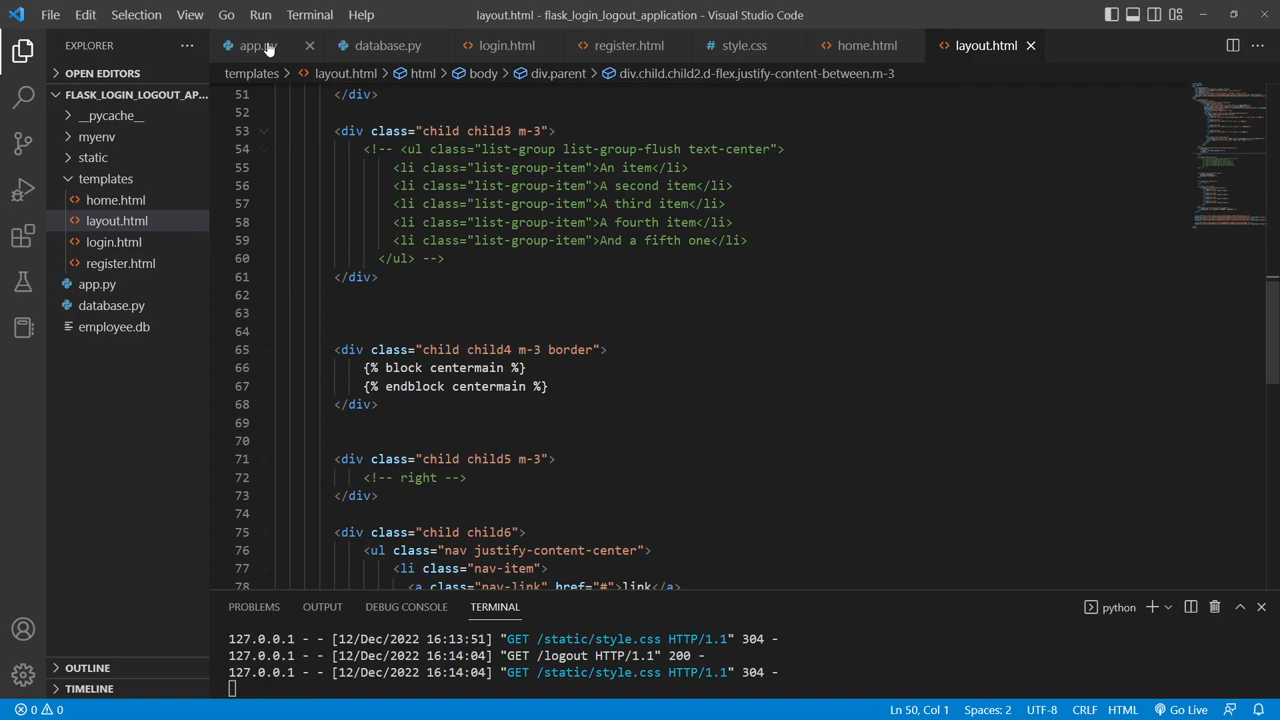 File Edit Selection View Go Run Terminal Help layout.html - flask_login_logout_application - Visual Studio Code
EXPLORER
OPEN EDITORS
FLASK_LOGIN_LOGOUT_AP...
__pycache__
myenv
static
templates
home.html
layout.html
login.html
register.html
app.py
database.py
employee.db
OUTLINE
TIMELINE
app.py database.py login.html register.html style.css home.html layout.html
templates > layout.html > html > body > div.parent > div.child.child2.d-flex.justify-content-between.m-3
51 </div>
52
53 <div class="child child3 m-3">
54 <!-- <ul class="list-group list-group-flush text-center">
55 <li class="list-group-item">An item</li>
56 <li class="list-group-item">A second item</li>
57 <li class="list-group-item">A third item</li>
58 <li class="list-group-item">A fourth item</li>
59 <li class="list-group-item">And a fifth one</li>
60 </ul> -->
61 </div>
62
63
64
65 <div class="child child4 m-3 border">
66 {% block centermain %}
67 {% endblock centermain %}
68 </div>
69
70
71 <div class="child child5 m-3">
72 <!-- right -->
73 </div>
74
75 <div class="child child6">
76 <ul class="nav justify-content-center">
77 <li class="nav-item">
78 <a class="nav-link" href="#">link</a>
PROBLEMS OUTPUT DEBUG CONSOLE TERMINAL python
127.0.0.1 - - [12/Dec/2022 16:13:51] "GET /static/style.css HTTP/1.1" 304 -
127.0.0.1 - - [12/Dec/2022 16:14:04] "GET /logout HTTP/1.1" 200 -
127.0.0.1 - - [12/Dec/2022 16:14:04] "GET /static/style.css HTTP/1.1" 304 -
0 0 Ln 50, Col 1 Spaces: 2 UTF-8 CRLF HTML Go Live